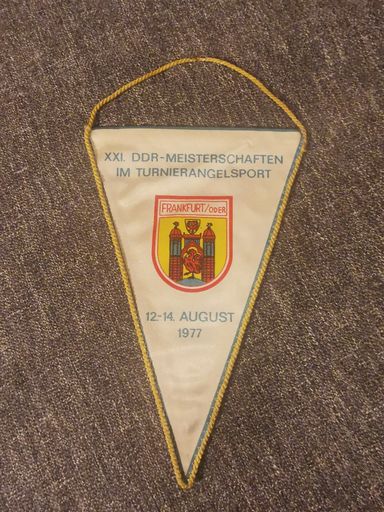 XXI. DDR-MEISTERSCHAFTEN
IM TURNIERANGELSPORT
FRANKFURT/ODER
12.-14. AUGUST
1977